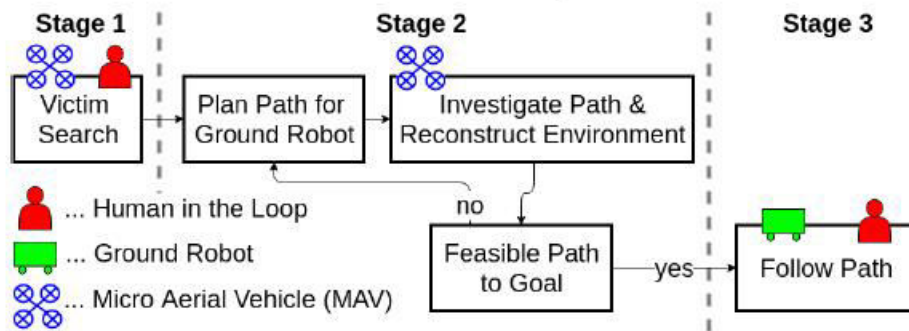 Stage 1
Stage 2
Stage 3
Victim
Search
Plan Path for
Ground Robot
Investigate Path &
Reconstruct Environment
no
Feasible Path
to Goal
yes
Follow Path
... Human in the Loop
... Ground Robot
... Micro Aerial Vehicle (MAV)